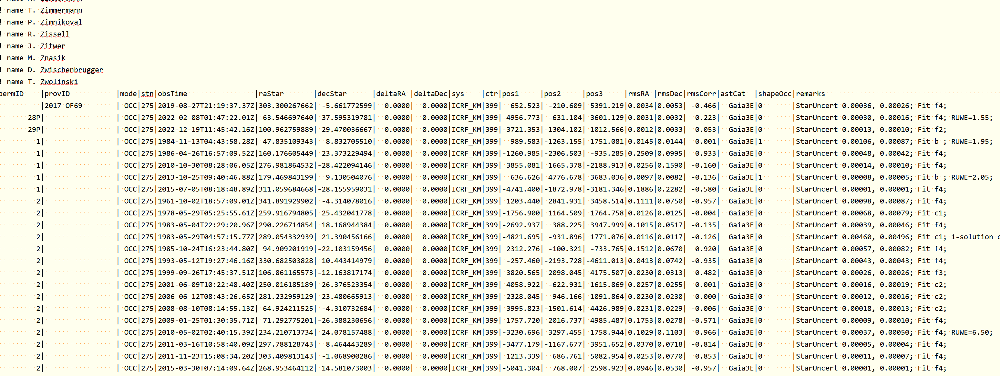 ! name T. Zimmermann
! name P. Zimnikoval
! name R. Zissell
! name J. Zitwer
! name M. Znasik
! name D. Zwischenbrugger
! name T. Zwolinski
permID |provID |mode|stn|obsTime |raStar |decStar |deltaRA |deltaDec|sys |ctr|pos1 |pos2 |pos3 |rmsRA |rmsDec|rmsCorr|astCat |shapeOcc|remarks
|2017 OF69 | OCC|275|2019-08-27T21:19:37.37Z|303.300267662| -5.661772599| 0.0000| 0.0000|ICRF_KM|399| 652.523| -210.609| 5391.219|0.0034|0.0053| -0.466| Gaia3E|0 |StarUncert 0.00036, 0.00026; Fit f4;
28P| | OCC|275|2022-02-08T01:47:22.01Z| 63.546697640| 37.595319781| 0.0000| 0.0000|ICRF_KM|399|-4956.773| -631.104| 3601.129|0.0031|0.0032| 0.223| Gaia3E|0 |StarUncert 0.00030, 0.00016; Fit f4; RUWE=1.55;
29P| | OCC|275|2022-12-19T11:45:42.16Z|100.962759889| 29.470036667| 0.0000| 0.0000|ICRF_KM|399|-3721.353|-1304.102| 1012.566|0.0012|0.0033| 0.053| Gaia3E|0 |StarUncert 0.00013, 0.00010; Fit f2;
1| | OCC|275|1984-11-13T04:43:58.28Z| 47.835109343| 8.832705510| 0.0000| 0.0000|ICRF_KM|399| 989.583|-1263.155| 1751.081|0.0145|0.0144| 0.001| Gaia3E|1 |StarUncert 0.00106, 0.00087; Fit b ; RUWE=1.95;
1| | OCC|275|1986-04-26T16:57:09.52Z|160.176605449| 23.373229494| 0.0000| 0.0000|ICRF_KM|399|-1260.985|-2306.503| -935.285|0.2509|0.0995| 0.933| Gaia3E|0 |StarUncert 0.00048, 0.00042; Fit f4;
1| | OCC|275|2010-10-30T08:28:06.05Z|276.981864532|-28.422094146| 0.0000| 0.0000|ICRF_KM|399| 3855.081| 1665.378|-2188.913|0.0256|0.1590| -0.160| Gaia3E|0 |StarUncert 0.00014, 0.00010; Fit f4;
1| | OCC|275|2013-10-25T09:40:46.88Z|179.469843199| 9.130504076| 0.0000| 0.0000|ICRF_KM|399| 636.626| 4776.678| 3683.036|0.0097|0.0082| -0.136| Gaia3E|1 |StarUncert 0.00008, 0.00005; Fit b ; RUWE=2.05;
1| | OCC|275|2015-07-05T08:18:48.89Z|311.059684668|-28.155959031| 0.0000| 0.0000|ICRF_KM|399|-4741.400|-1872.978|-3181.346|0.1886|0.2282| -0.580| Gaia3E|0 |StarUncert 0.00001, 0.00001; Fit f4;
2| | OCC|275|1961-10-02T18:57:09.01Z|341.891929902| -4.314078016| 0.0000| 0.0000|ICRF_KM|399| 1203.440| 2841.931| 3458.514|0.1111|0.0750| -0.957| Gaia3E|0 |StarUncert 0.00098, 0.00087; Fit f4;
2| | OCC|275|1978-05-29T05:25:55.61Z|259.916794805| 25.432041778| 0.0000| 0.0000|ICRF_KM|399|-1756.900| 1164.509| 1764.758|0.0126|0.0125| -0.004| Gaia3E|0 |StarUncert 0.00068, 0.00079; Fit c1;
2| | OCC|275|1983-05-04T22:29:20.96Z|290.226714854| 18.168944384| 0.0000| 0.0000|ICRF_KM|399|-2692.937| 388.225| 3947.999|0.1015|0.0517| -0.135| Gaia3E|0 |StarUncert 0.00039, 0.00046; Fit f4;
2| | OCC|275|1983-05-29T04:57:15.77Z|289.054332939| 21.390456166| 0.0000| 0.0000|ICRF_KM|399|-4821.695| -931.896| 1771.076|0.0116|0.0117| -0.126| Gaia3E|0 |StarUncert 0.00460, 0.00496; Fit c1; 1-solution
2| | OCC|275|1985-10-24T16:23:44.80Z| 94.909201919|-22.103159456| 0.0000| 0.0000|ICRF_KM|399| 2312.276| -100.321| -733.765|0.1512|0.0670| 0.920| Gaia3E|0 |StarUncert 0.00057, 0.00082; Fit f4;
2| | OCC|275|1993-05-12T19:27:46.16Z|330.682503828| 10.443414979| 0.0000| 0.0000|ICRF_KM|399| -257.460|-2193.728|-4611.013|0.0413|0.0742| -0.935| Gaia3E|0 |StarUncert 0.00043, 0.00043; Fit f4;
2| | OCC|275|1999-09-26T17:45:37.51Z|106.861165573|-12.163817174| 0.0000| 0.0000|ICRF_KM|399| 3820.565| 2098.045| 4175.507|0.0230|0.0313| 0.482| Gaia3E|0 |StarUncert 0.00026, 0.00026; Fit f3;
2| | OCC|275|2001-06-09T10:22:48.40Z|250.016185189| 26.376523354| 0.0000| 0.0000|ICRF_KM|399| 4058.922| -622.931| 1615.869|0.0257|0.0255| 0.001| Gaia3E|0 |StarUncert 0.00016, 0.00019; Fit c2;
2| | OCC|275|2006-06-12T08:43:26.65Z|281.232959129| 23.480665913| 0.0000| 0.0000|ICRF_KM|399| 2328.045| 946.166| 1091.864|0.0230|0.0230| 0.000| Gaia3E|0 |StarUncert 0.00012, 0.00016; Fit c2;
2| | OCC|275|2008-08-10T08:14:55.13Z| 64.924211525| -4.310732684| 0.0000| 0.0000|ICRF_KM|399| 3995.823|-1501.614| 4426.989|0.0231|0.0229| -0.006| Gaia3E|0 |StarUncert 0.00018, 0.00013; Fit c2;
2| | OCC|275|2009-01-25T01:30:35.71Z| 71.292775201|-26.388230656| 0.0000| 0.0000|ICRF_KM|399| 1757.720| 2016.737| 4985.487|0.1753|0.0278| -0.571| Gaia3E|0 |StarUncert 0.00009, 0.00010; Fit f4;
2| | OCC|275|2010-05-02T02:40:15.39Z|234.210713734| 24.078157488| 0.0000| 0.0000|ICRF_KM|399|-3230.696| 3297.455| 1758.944|0.1029|0.1103| 0.966| Gaia3E|0 |StarUncert 0.00037, 0.00050; Fit f4; RUWE=6.50;
2| | OCC|275|2011-03-16T10:58:40.09Z|297.788128743| 8.464443289| 0.0000| 0.0000|ICRF_KM|399|-3477.179|-1167.677| 3951.652|0.0370|0.0718| -0.814| Gaia3E|0 |StarUncert 0.00005, 0.00004; Fit f4;
2| | OCC|275|2011-11-23T15:08:34.20Z|303.409813143| -1.068900286| 0.0000| 0.0000|ICRF_KM|399| 1213.339| 686.761| 5082.954|0.0253|0.0770| 0.853| Gaia3E|0 |StarUncert 0.00011, 0.00007; Fit f4;
2| | OCC|275|2015-03-30T07:14:09.64Z|268.953464112| 14.581073003| 0.0000| 0.0000|ICRF_KM|399|-5041.304| 768.007| 2598.923|0.0946|0.0530| -0.957| Gaia3E|0 |StarUncert 0.00001, 0.00001; Fit f4;